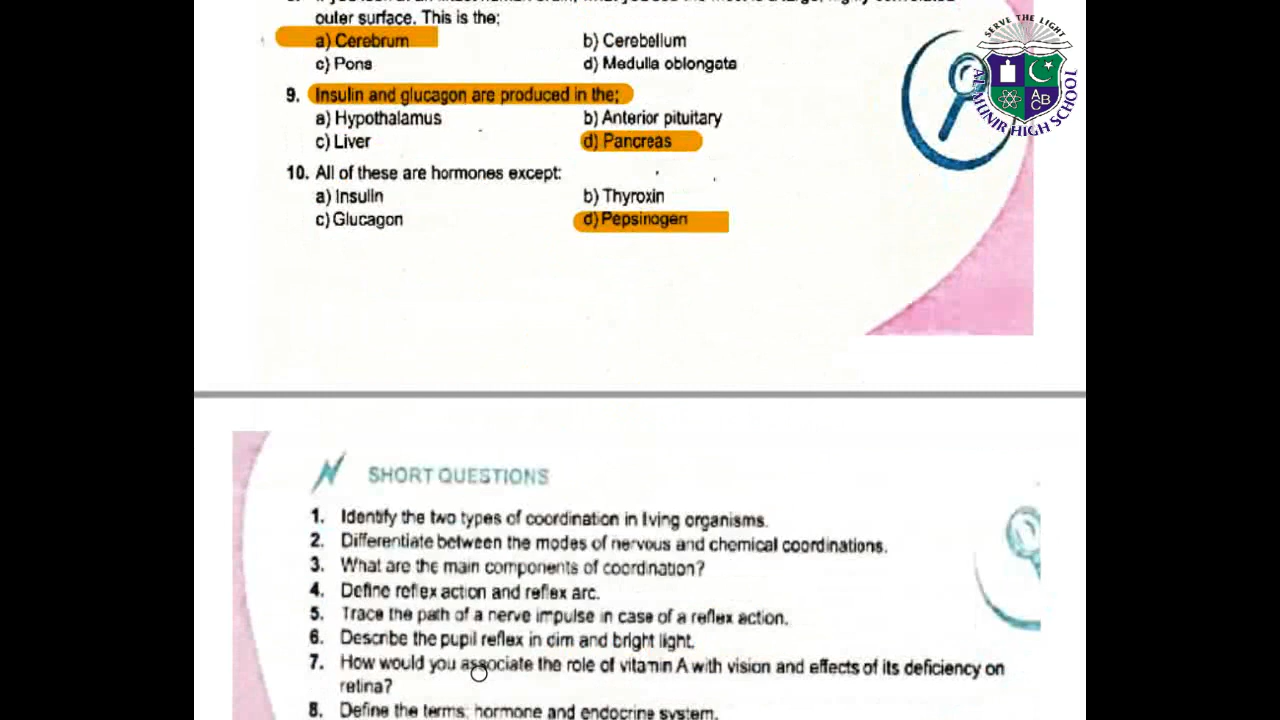 outer surface. This is the;
a) Cerebrum b) Cerebellum
c) Pons d) Medulla oblongata
9. Insulin and glucagon are produced in the;
a) Hypothalamus b) Anterior pituitary
c) Liver d) Pancreas
10. All of these are hormones except:
a) Insulin b) Thyroxin
c) Glucagon d) Pepsinogen
SERVE THE LIGHT
AL-MUNIR HIGH SCHOOL
A B C
SHORT QUESTIONS
1. Identify the two types of coordination in living organisms.
2. Differentiate between the modes of nervous and chemical coordinations.
3. What are the main components of coordination?
4. Define reflex action and reflex arc.
5. Trace the path of a nerve impulse in case of a reflex action.
6. Describe the pupil reflex in dim and bright light.
7. How would you associate the role of vitamin A with vision and effects of its deficiency on
retina?
8. Define the terms; hormone and endocrine system.